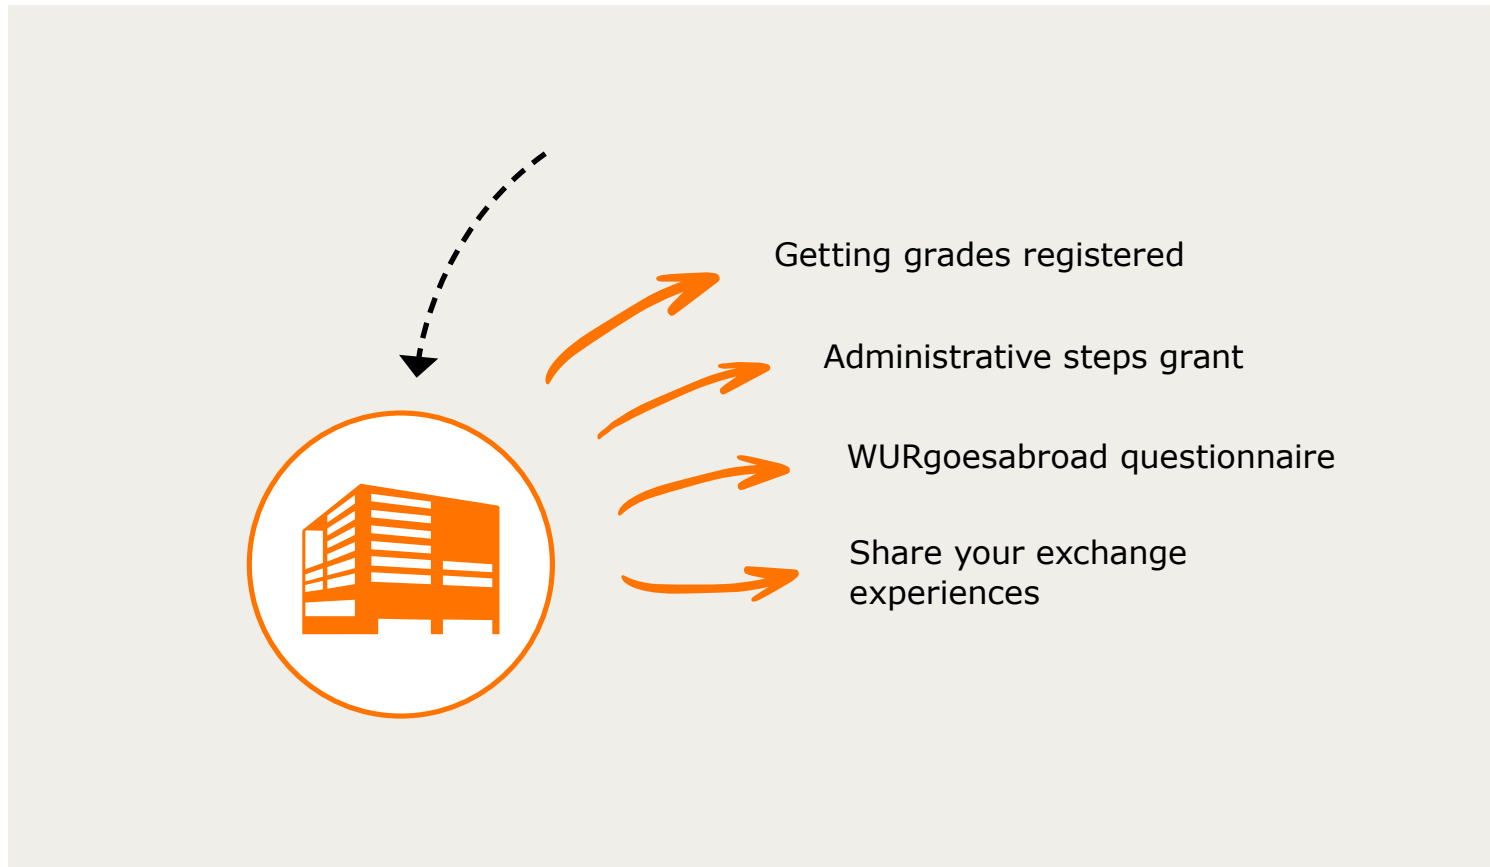 Getting grades registered
Administrative steps grant
WURgoesabroad questionnaire
Share your exchange
experiences